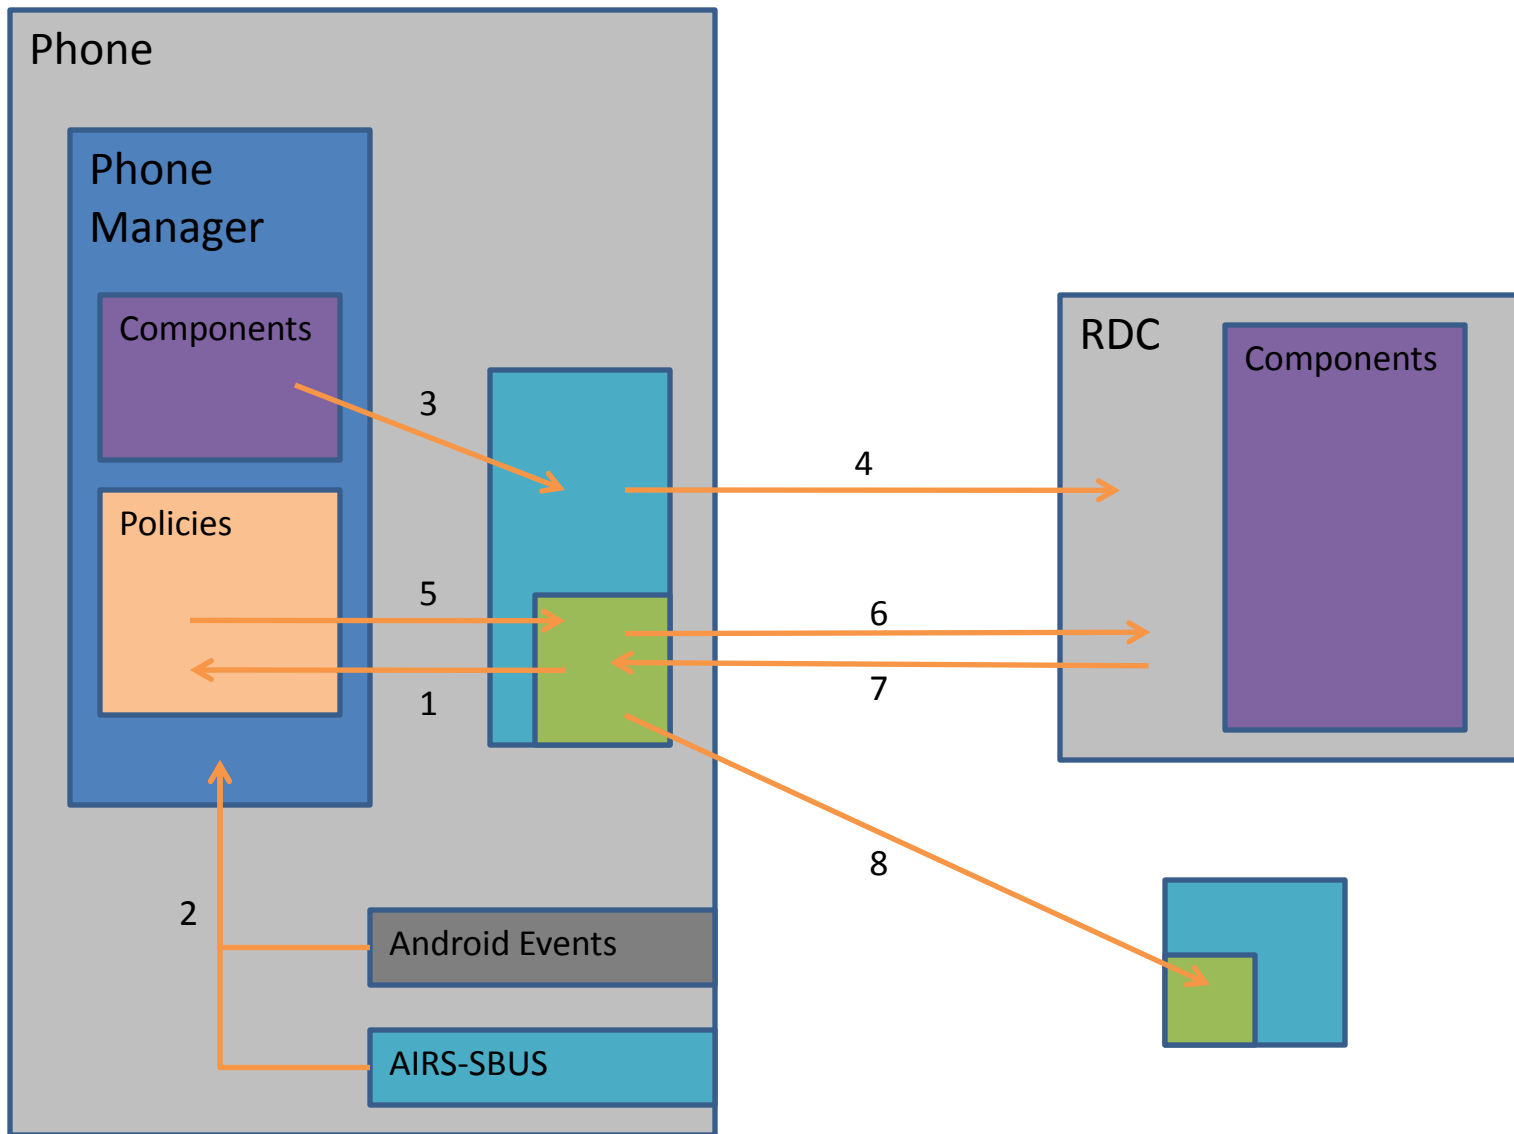 Phone
Phone
Manager
Components
3
Policies
5
1
2
Android Events
AIRS-SBUS
4
6
7
8
RDC
Components